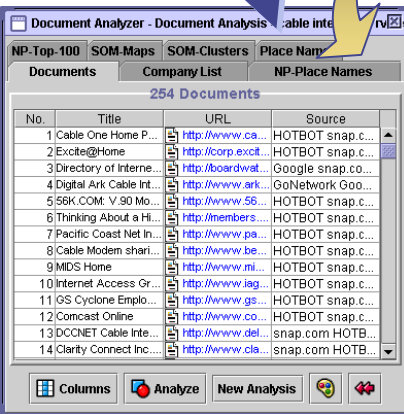 Document Analyzer - Document Analysis cable inte
NP-Top-100 SOM-Maps SOM-Clusters Place Nam
Documents Company List NP-Place Names
254 Documents
No. Title URL Source
1 Cable One Home P... http://www.ca... HOTBOT snap.c...
2 Excite@Home http://corp.excit... HOTBOT snap.c...
3 Directory of Interne... http://boardwat... Google snap.co...
4 Digital Ark Cable Int... http://www.ark... GoNetwork Goo...
5 56K.COM: V.90 Mo... http://www.56... HOTBOT snap.c...
6 Thinking About a Hi... http://members.... HOTBOT snap.c...
7 Pacific Coast Net In... http://www.pa... HOTBOT snap.c...
8 Cable Modem shari... http://www.be... HOTBOT snap.c...
9 MIDS Home http://www.mi... HOTBOT snap.c...
10 Internet Access Gr... http://www.iag... HOTBOT snap.c...
11 GS Cyclone Emplo... http://www.gs... HOTBOT snap.c...
12 Comcast Online http://www.co... HOTBOT snap.c...
13 DCCNET Cable Inte... http://www.del... snap.com HOTB...
14 Clarity Connect Inc.... http://www.cla... snap.com HOTB...
Columns Analyze New Analysis